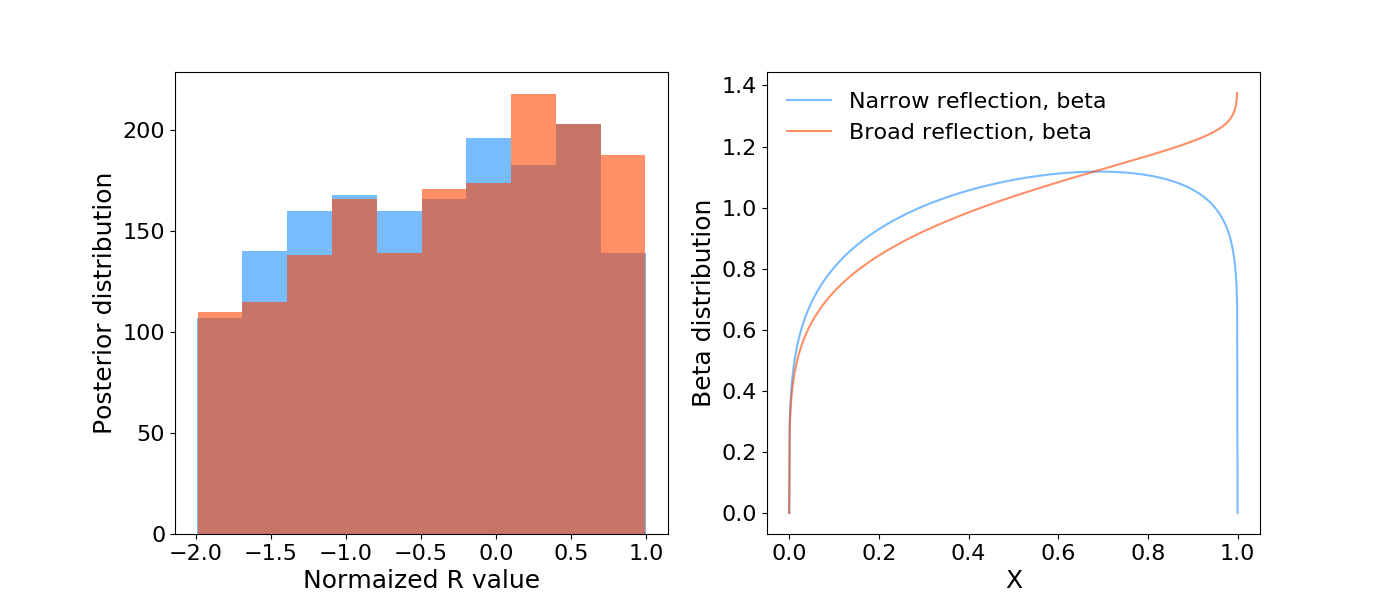 Posterior distribution
200
150
100
50
0
−2.0 −1.5 −1.0 −0.5 0.0 0.5 1.0
Normaized R value
Beta distribution
1.4
1.2
1.0
0.8
0.6
0.4
0.2
0.0
Narrow reflection, beta
Broad reflection, beta
0.0 0.2 0.4 0.6 0.8 1.0
X